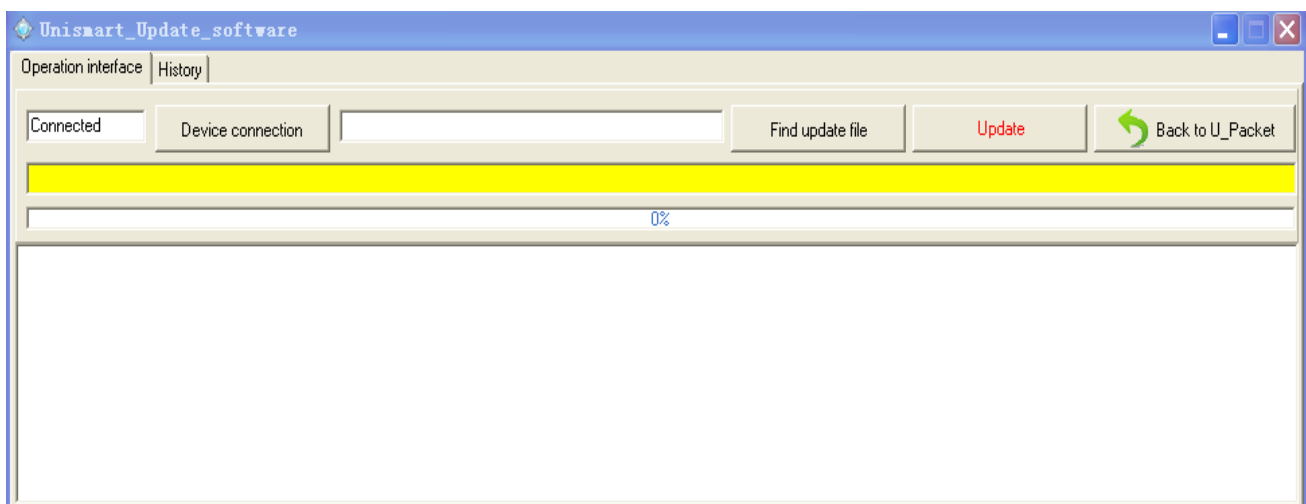 Unismart_Update_software
Operation interface History
Connected Device connection Find update file Update Back to U_Packet
0%